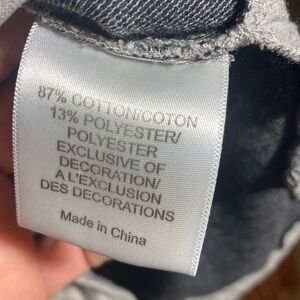 87% COTTON/COTON
13% POLYESTER/
POLYESTER
EXCLUSIVE OF
DECORATION/
A L'EXCLUSION
DES DECORATIONS
Made in China